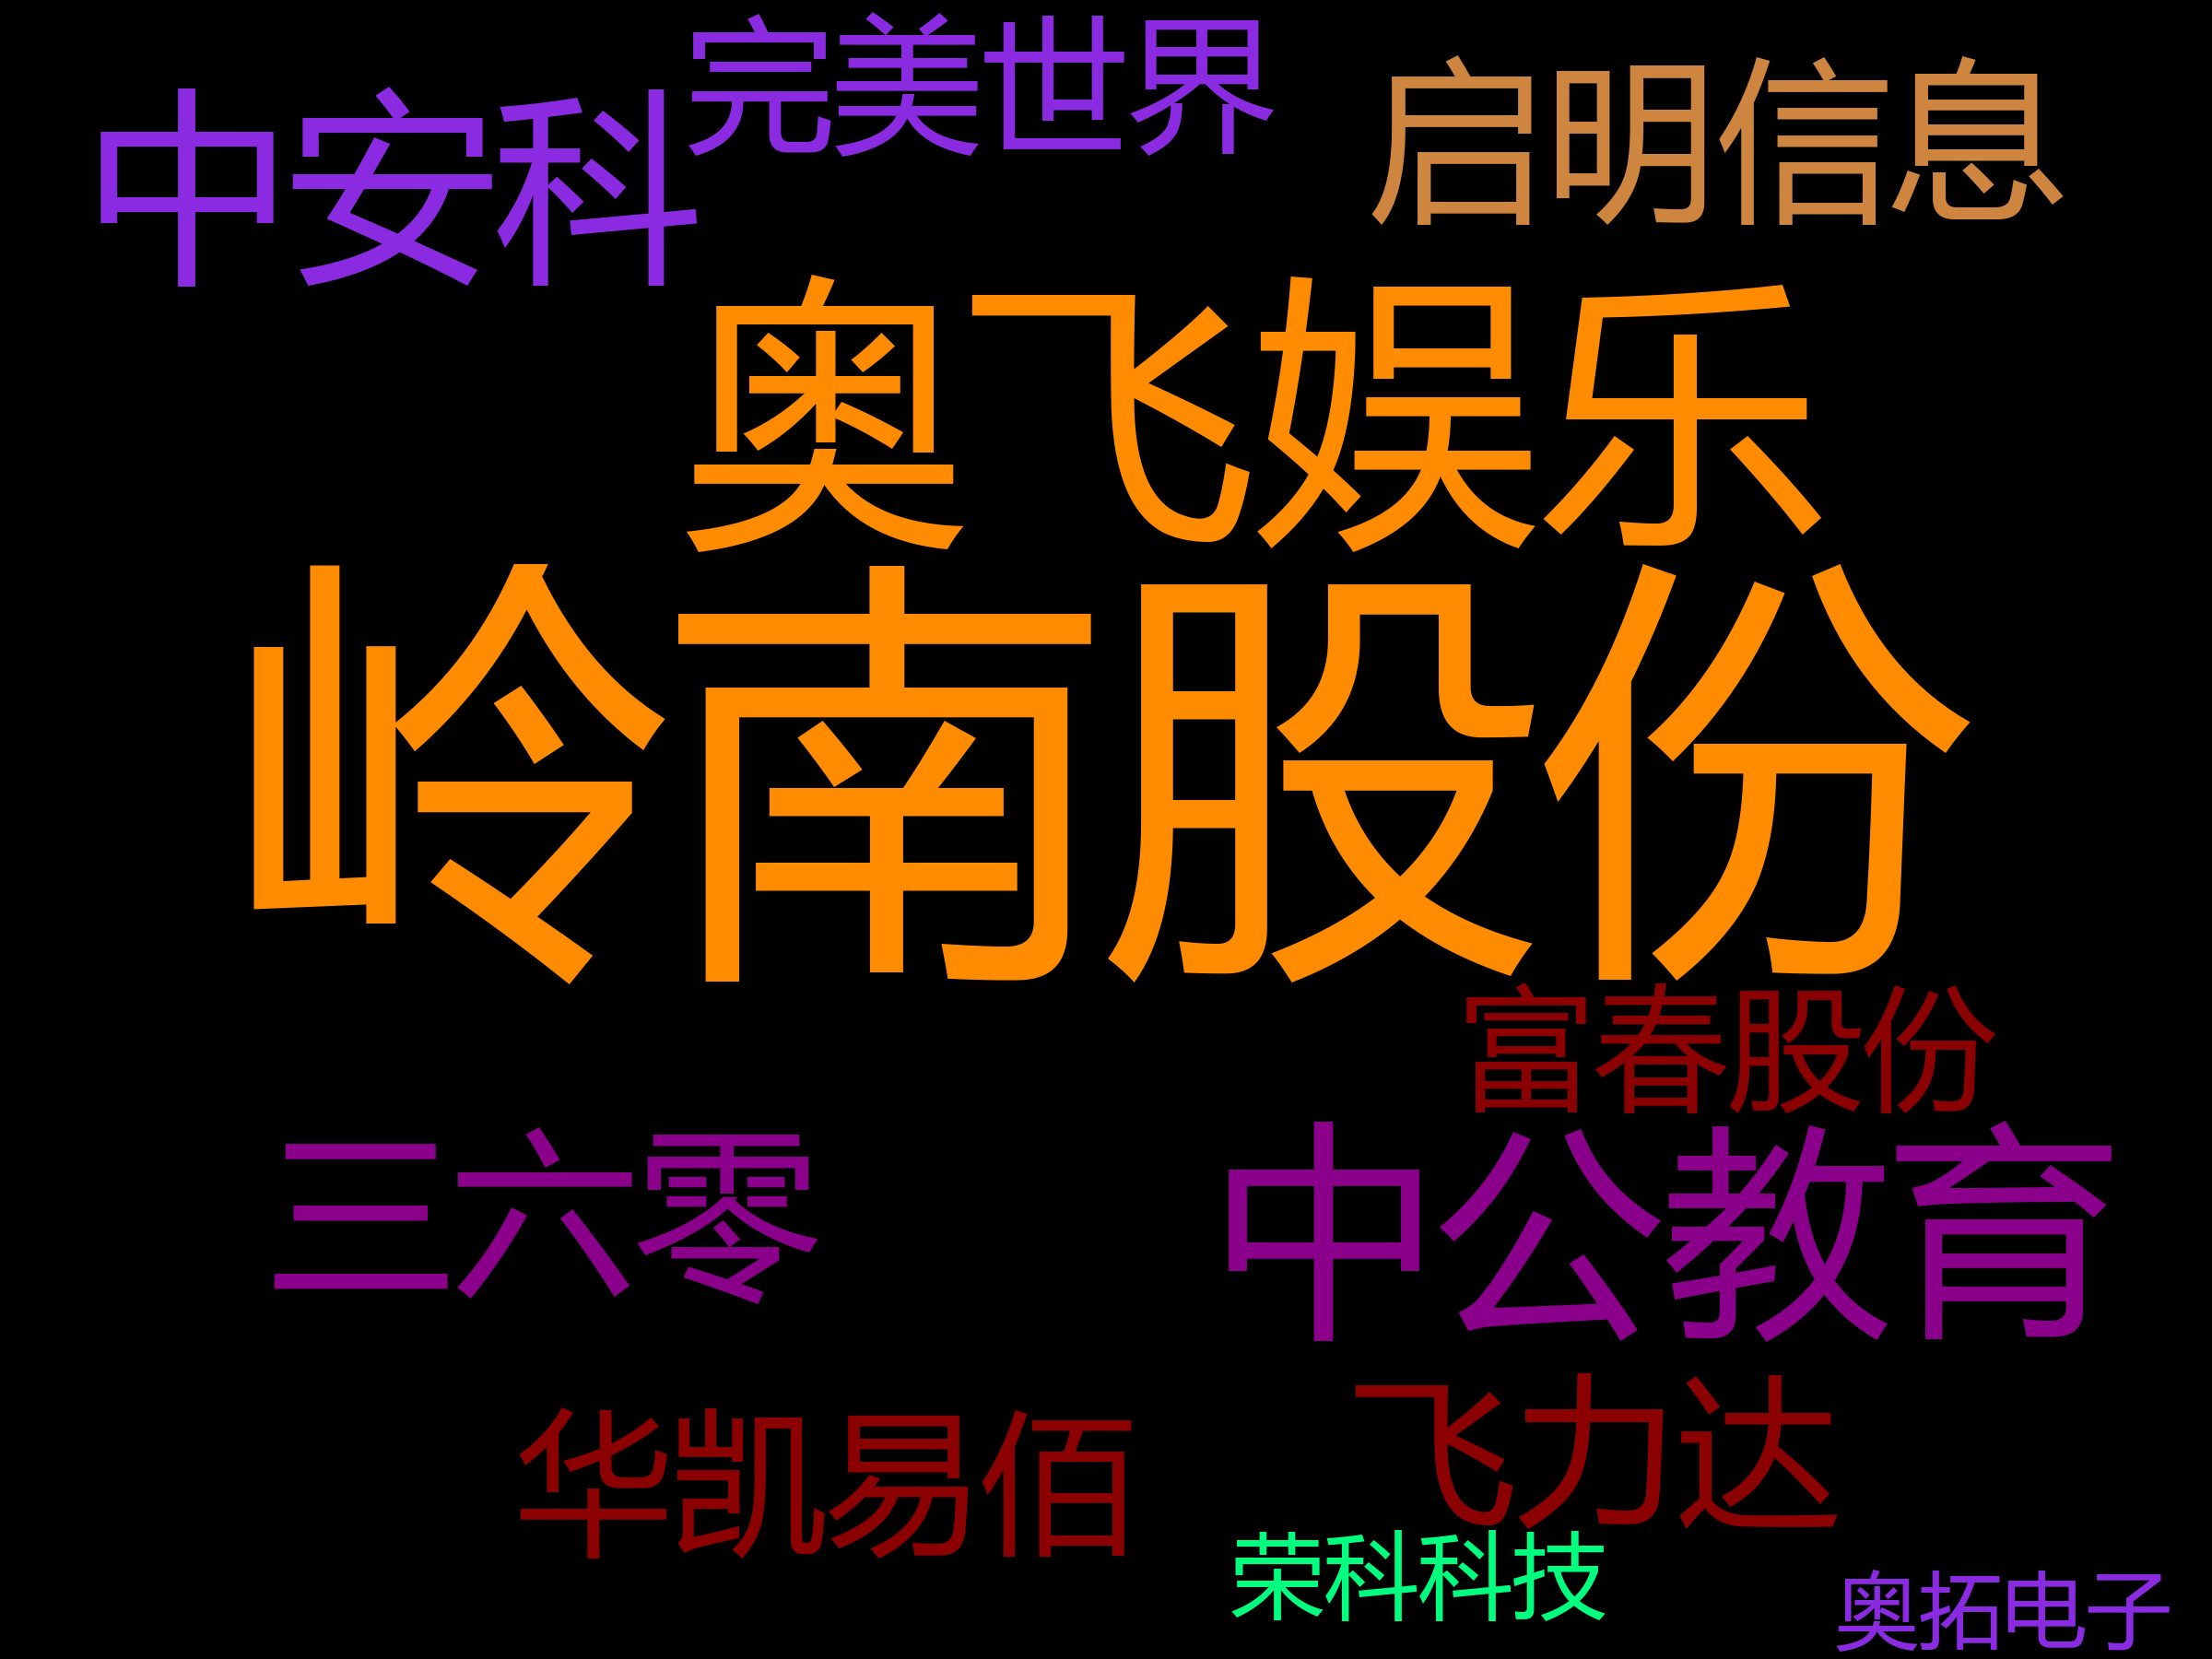 完美世界
启明信息
中安科
奥飞娱乐
岭南股份
富春股份
三六零
中公教育
飞力达
华凯易佰
荣科科技
奥拓电子